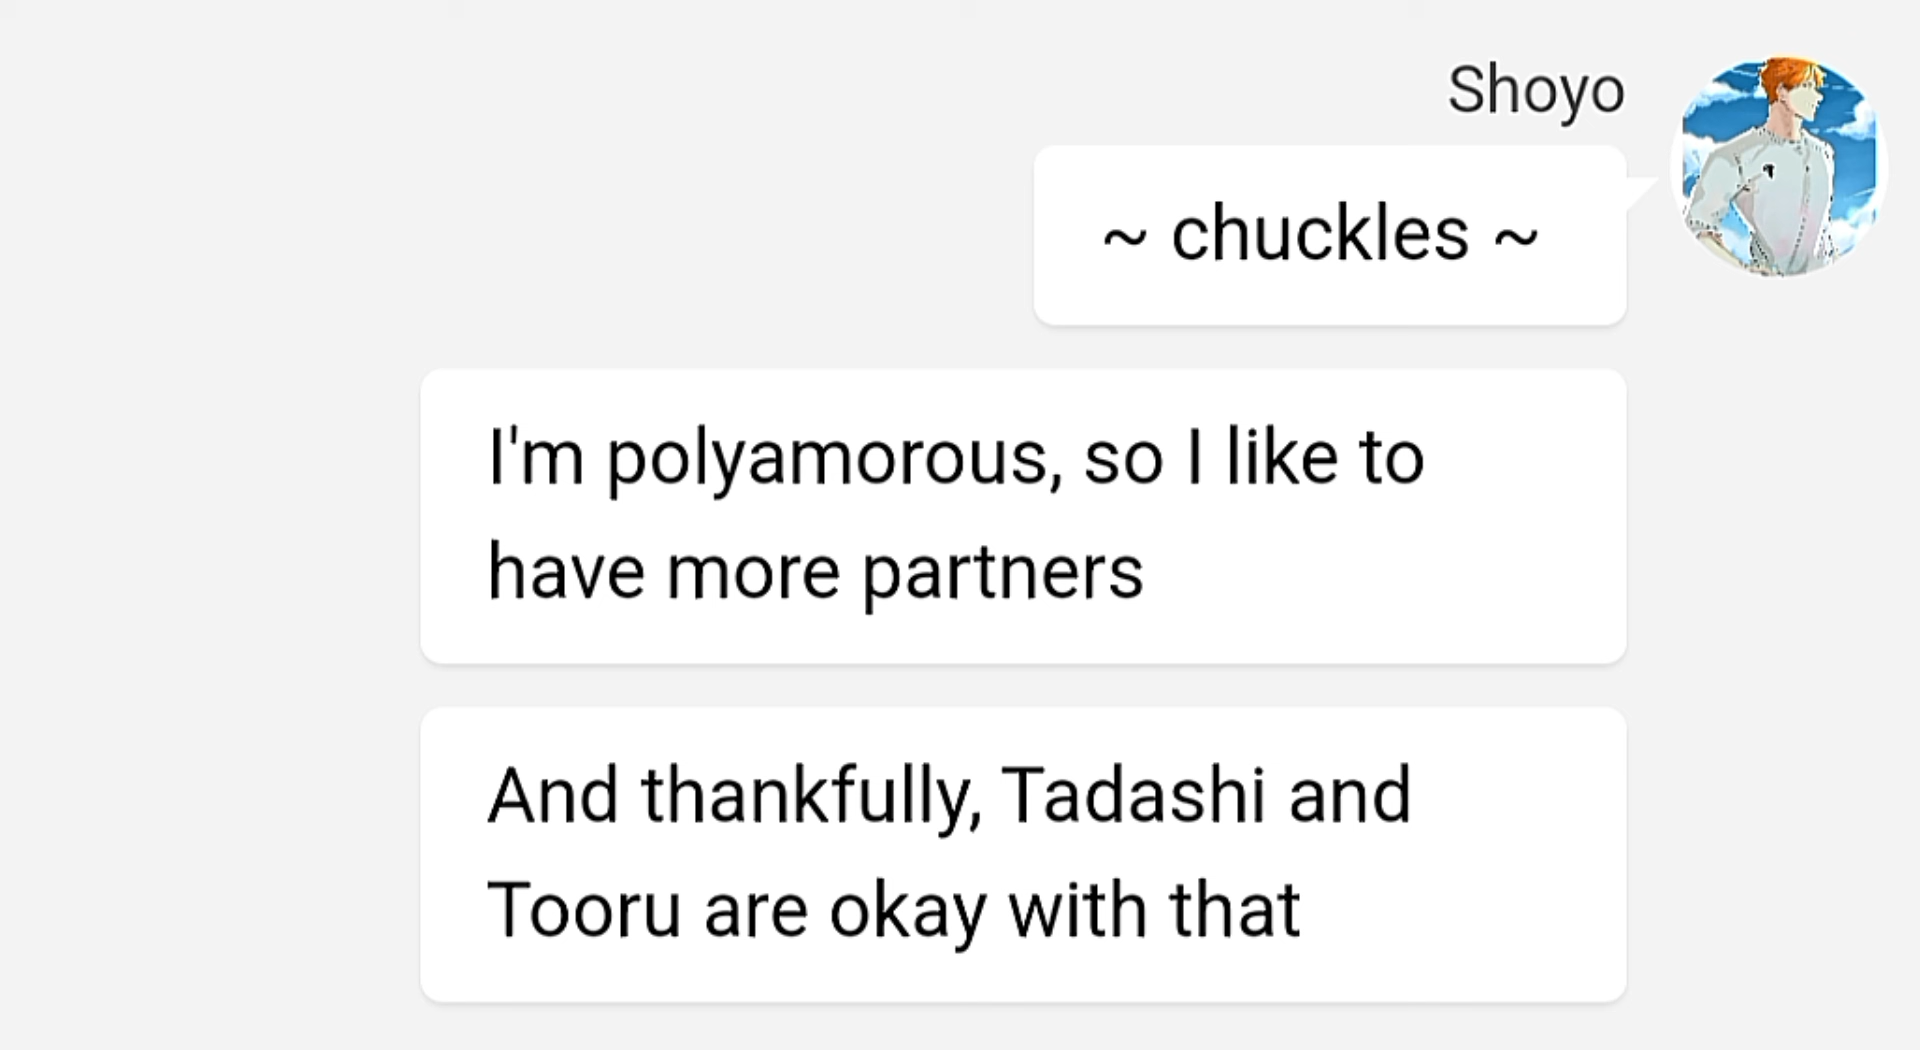 Shoyo
~ chuckles ~
I'm polyamorous, so I like to
have more partners
And thankfully, Tadashi and
Tooru are okay with that